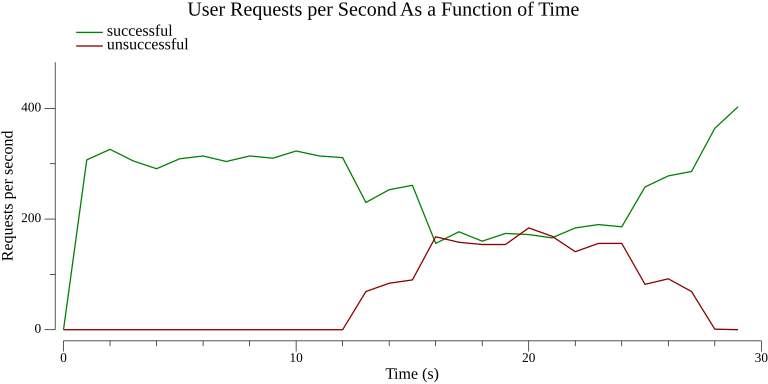 User Requests per Second As a Function of Time
successful
unsuccessful
400
200
0
Requests per second
0 10 20 30
Time (s)